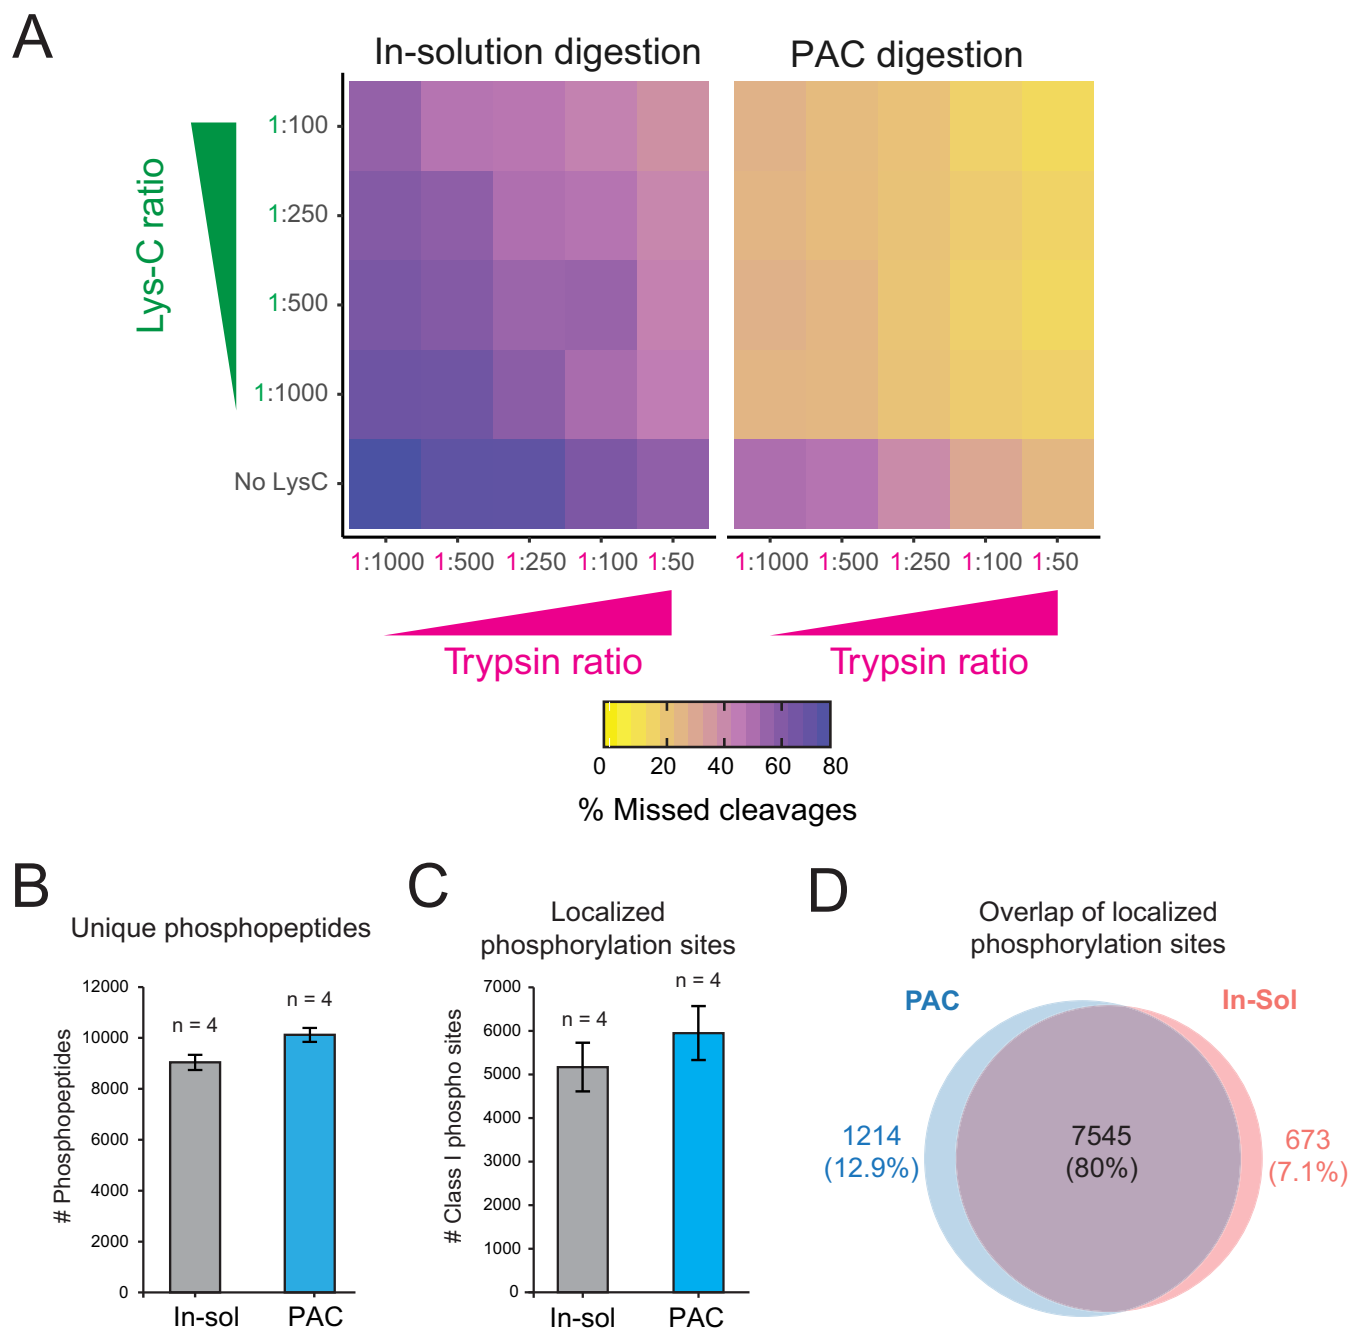 A
In-solution digestion
PAC digestion
Lys-C ratio
1:100
1:250
1:500
1:1000
No LysC
1:1000 1:500 1:250 1:100 1:50
1:1000 1:500 1:250 1:100 1:50
Trypsin ratio
Trypsin ratio
0 20 40 60 80
% Missed cleavages
B
Unique phosphopeptides
# Phosphopeptides
12000
10000
8000
6000
4000
2000
0
n = 4
n = 4
In-sol
PAC
C
Localized
phosphorylation sites
# Class I phospho sites
7000
6000
5000
4000
3000
2000
1000
0
n = 4
n = 4
In-sol
PAC
D
Overlap of localized
phosphorylation sites
PAC
In-Sol
1214
(12.9%)
7545
(80%)
673
(7.1%)